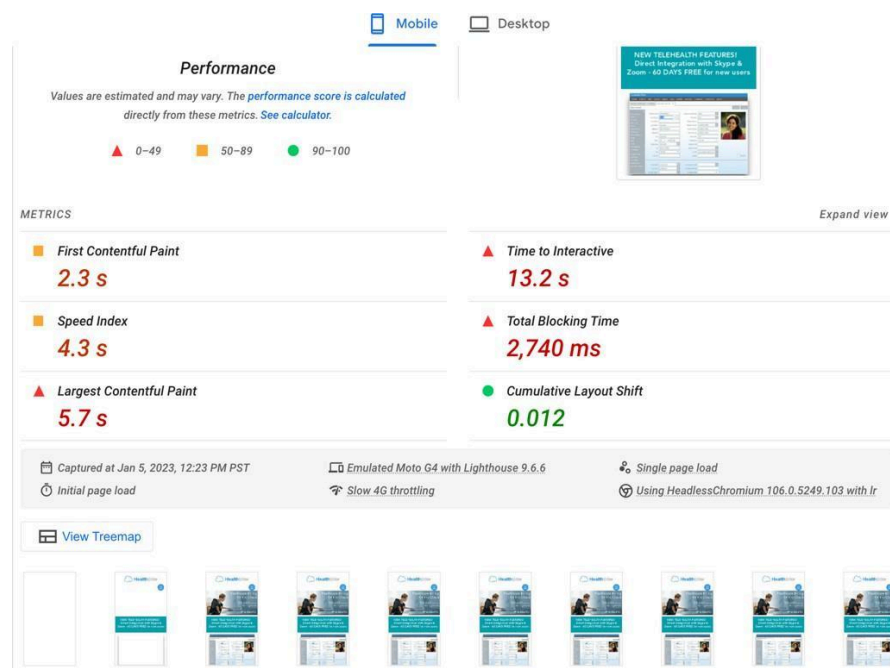 Mobile
Desktop
Performance
Values are estimated and may vary. The performance score is calculated
directly from these metrics. See calculator.
0–49
50–89
90–100
NEW TELEHEALTH FEATURES!
Direct Integration with Skype &
Zoom - 60 DAYS FREE for new users
METRICS
Expand view
First Contentful Paint
2.3 s
Time to Interactive
13.2 s
Speed Index
4.3 s
Total Blocking Time
2,740 ms
Largest Contentful Paint
5.7 s
Cumulative Layout Shift
0.012
Captured at Jan 5, 2023, 12:23 PM PST
Emulated Moto G4 with Lighthouse 9.6.6
Single page load
Initial page load
Slow 4G throttling
Using HeadlessChromium 106.0.5249.103 with lr
View Treemap